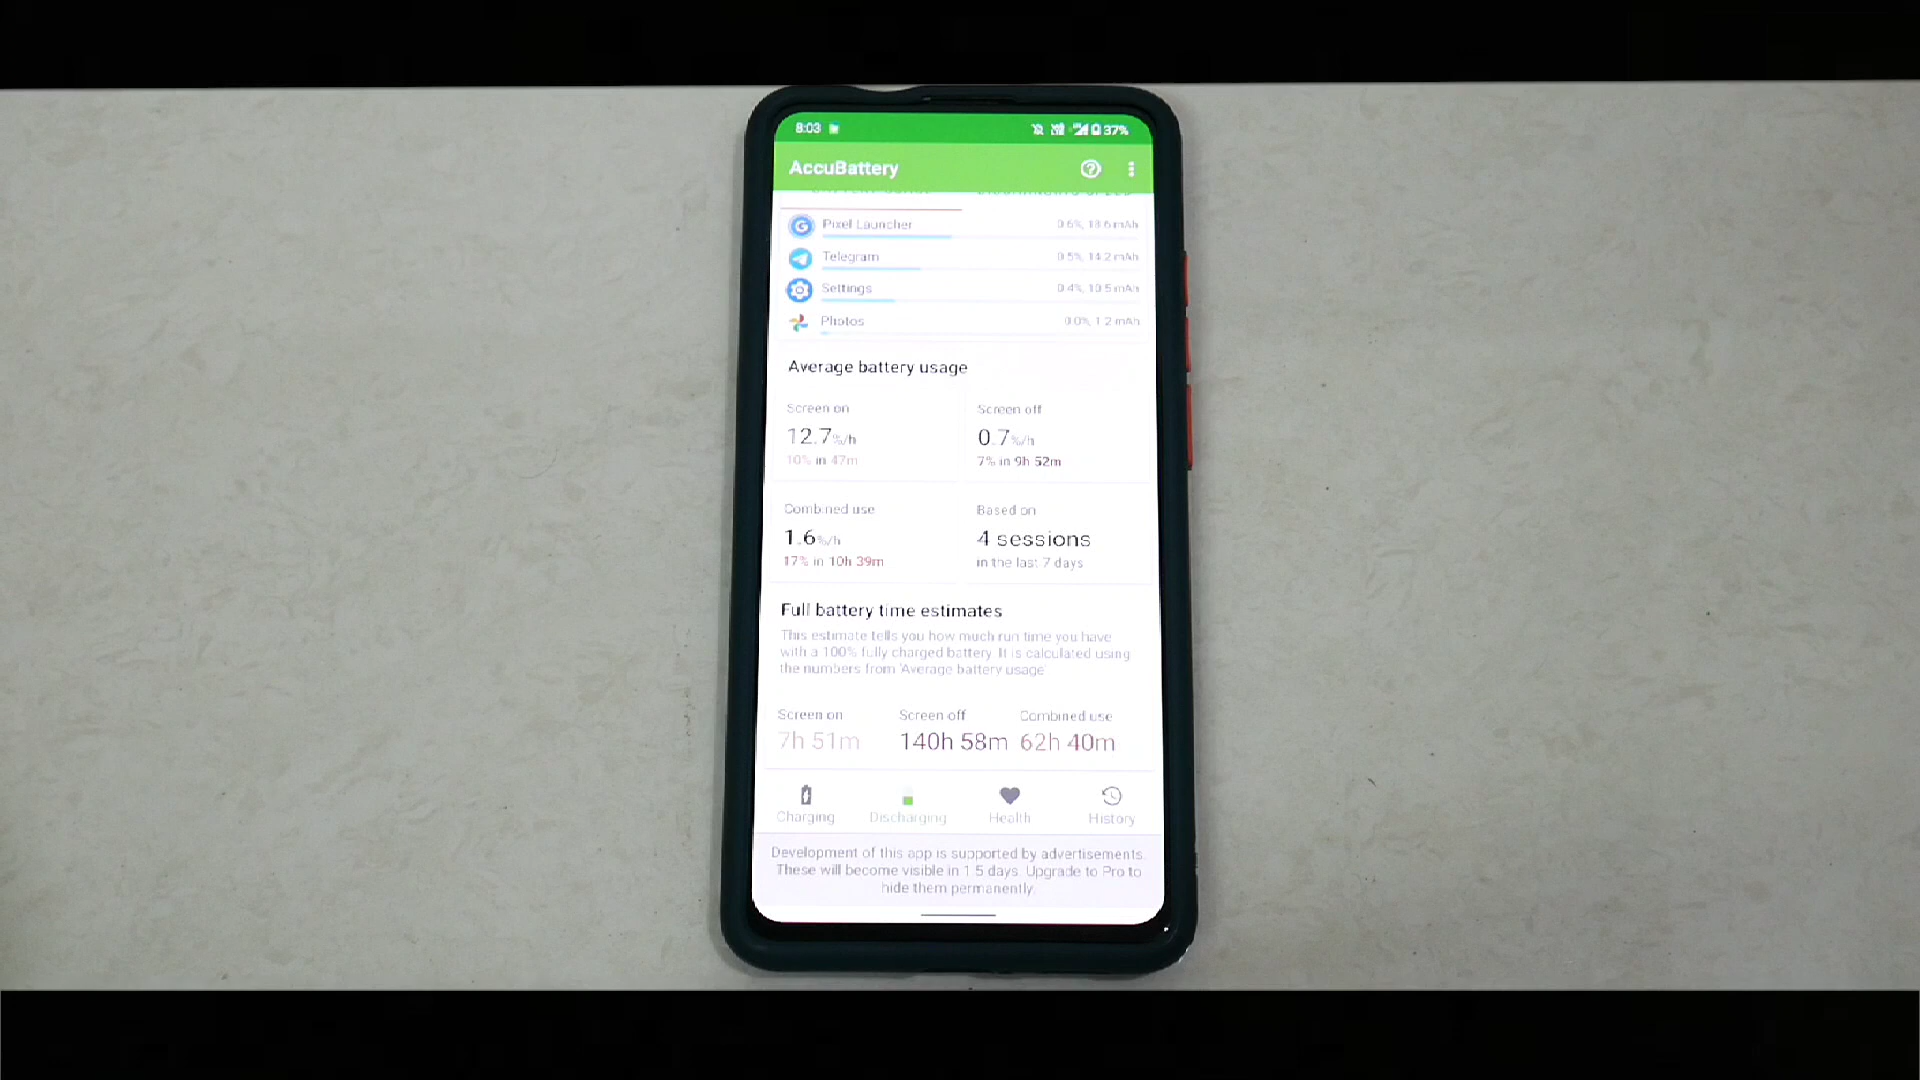 8:03 37%
AccuBattery
Pixel Launcher 0.6%, 18.6 mAh
Telegram 0.5%, 14.2 mAh
Settings 0.4%, 10.5 mAh
Photos 0.0%, 1.2 mAh
Average battery usage
Screen on Screen off
12.7%/h 0.7%/h
10% in 47m 7% in 9h 52m
Combined use Based on
1.6%/h 4 sessions
17% in 10h 39m in the last 7 days
Full battery time estimates
This estimate tells you how much run time you have
with a 100% fully charged battery. It is calculated using
the numbers from 'Average battery usage'
Screen on Screen off Combined use
7h 51m 140h 58m 62h 40m
Charging Discharging Health History
Development of this app is supported by advertisements.
These will become visible in 1.5 days. Upgrade to Pro to
hide them permanently.